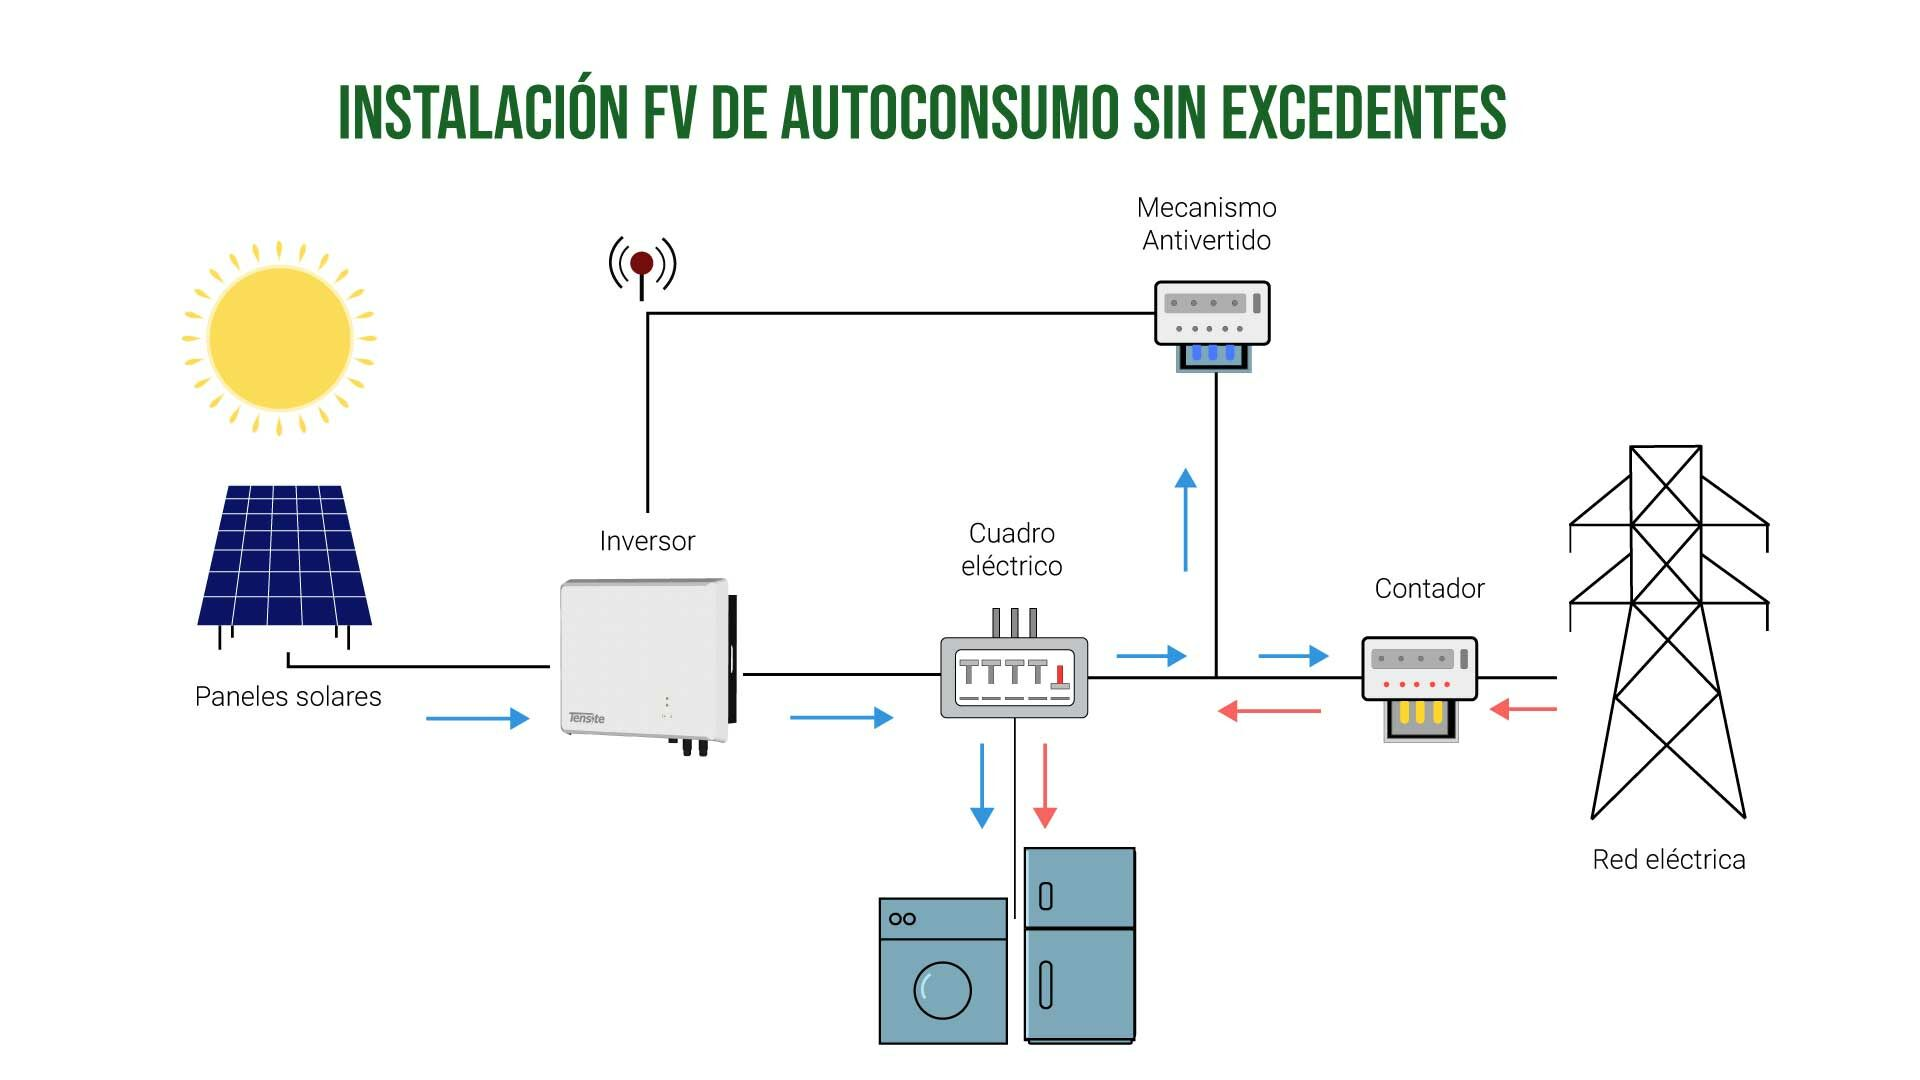 INSTALACIÓN FV DE AUTOCONSUMO SIN EXCEDENTES
Mecanismo
Antivertido
Inversor
Cuadro
eléctrico
Contador
Paneles solares
Tensite
Red eléctrica